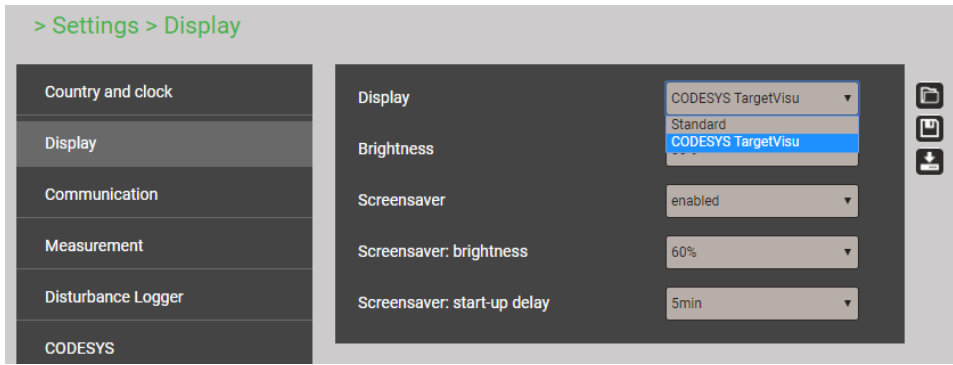 > Settings > Display
Country and clock
Display
Communication
Measurement
Disturbance Logger
CODESYS
Display CODESYS TargetVisu
Standard
CODESYS TargetVisu
Brightness
Screensaver enabled
Screensaver: brightness 60%
Screensaver: start-up delay 5min